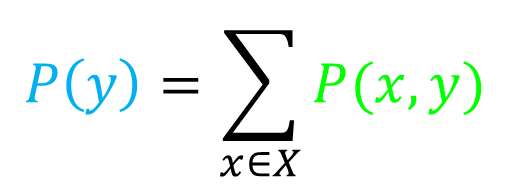 P(y) = ∑ P(x, y)
x∈X